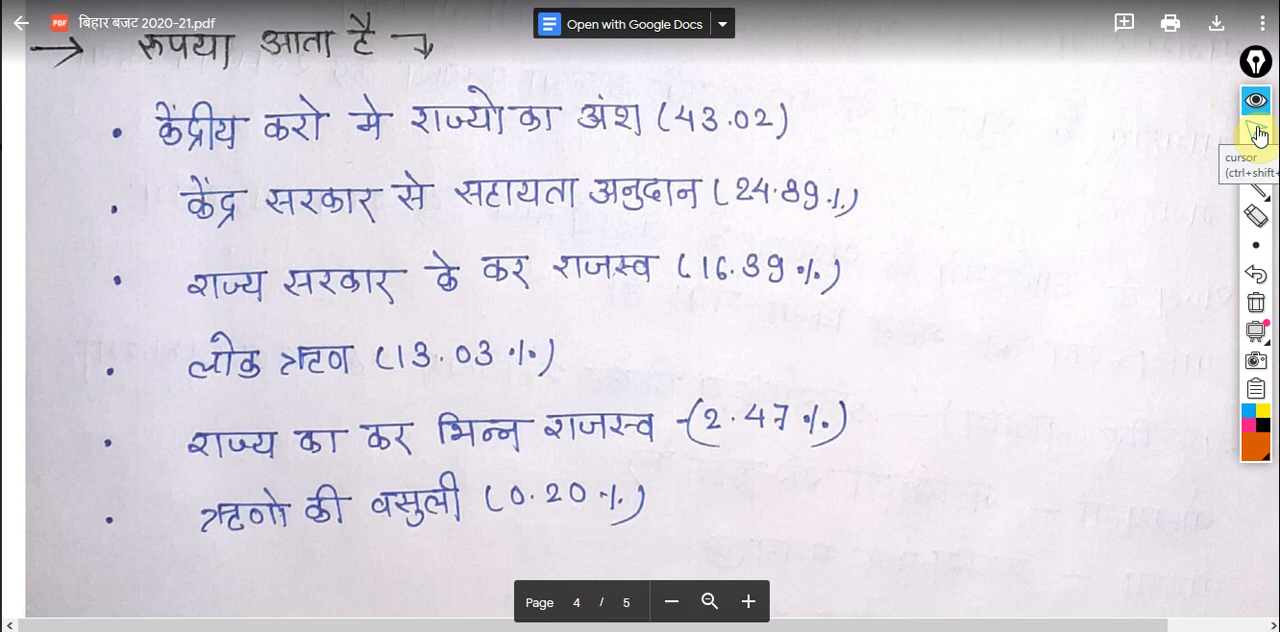 बिहार बजट 2020-21.pdf
Open with Google Docs
→ रूपया आता है
• केंद्रीय करो मे राज्यो का अंश (43.02)
• केंद्र सरकार से सहायता अनुदान (24.89%)
• राज्य सरकार के कर राजस्व (16.39%)
• लोक ऋण (13.03%)
• राज्य का कर भिन्न राजस्व -(2.47%)
• ऋणो की वसुली (0.20%)
cursor
(ctrl+shift+
Page 4 / 5